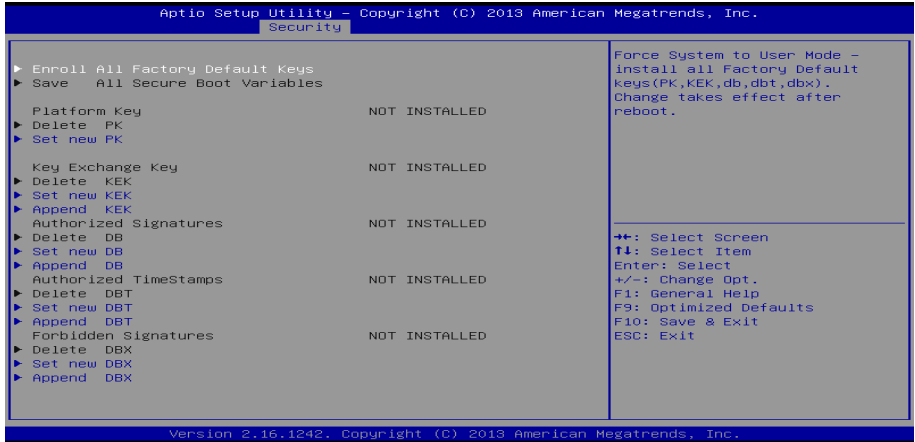 Aptio Setup Utility – Copyright (C) 2013 American Megatrends, Inc.
Security
▶ Enroll All Factory Default Keys
▶ Save All Secure Boot Variables
Platform Key NOT INSTALLED
▶ Delete PK
▶ Set new PK
Key Exchange Key NOT INSTALLED
▶ Delete KEK
▶ Set new KEK
▶ Append KEK
Authorized Signatures NOT INSTALLED
▶ Delete DB
▶ Set new DB
▶ Append DB
Authorized TimeStamps NOT INSTALLED
▶ Delete DBT
▶ Set new DBT
▶ Append DBT
Forbidden Signatures NOT INSTALLED
▶ Delete DBX
▶ Set new DBX
▶ Append DBX
Force System to User Mode –
install all Factory Default
keys(PK,KEK,db,dbt,dbx).
Change takes effect after
reboot.
→←: Select Screen
↑↓: Select Item
Enter: Select
+/-: Change Opt.
F1: General Help
F9: Optimized Defaults
F10: Save & Exit
ESC: Exit
Version 2.16.1242. Copyright (C) 2013 American Megatrends, Inc.